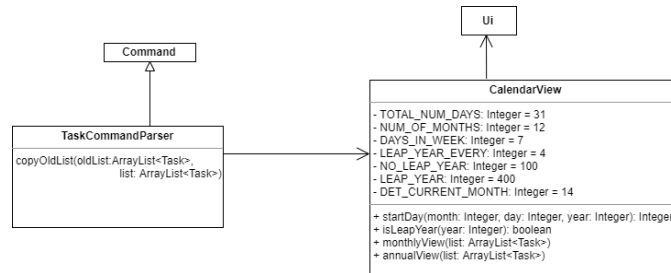 Ui
Command
CalendarView
- TOTAL_NUM_DAYS: Integer = 31
- NUM_OF_MONTHS: Integer = 12
- DAYS_IN_WEEK: Integer = 7
- LEAP_YEAR_EVERY: Integer = 4
- NO_LEAP_YEAR: Integer = 100
- LEAP_YEAR: Integer = 400
- DET_CURRENT_MONTH: Integer = 14
+ startDay(month: Integer, day: Integer, year: Integer): Integer
+ isLeapYear(year: Integer): boolean
+ monthlyView(list: ArrayList<Task>)
+ annualView(list: ArrayList<Task>)
TaskCommandParser
copyOldList(oldList:ArrayList<Task>,
list: ArrayList<Task>)